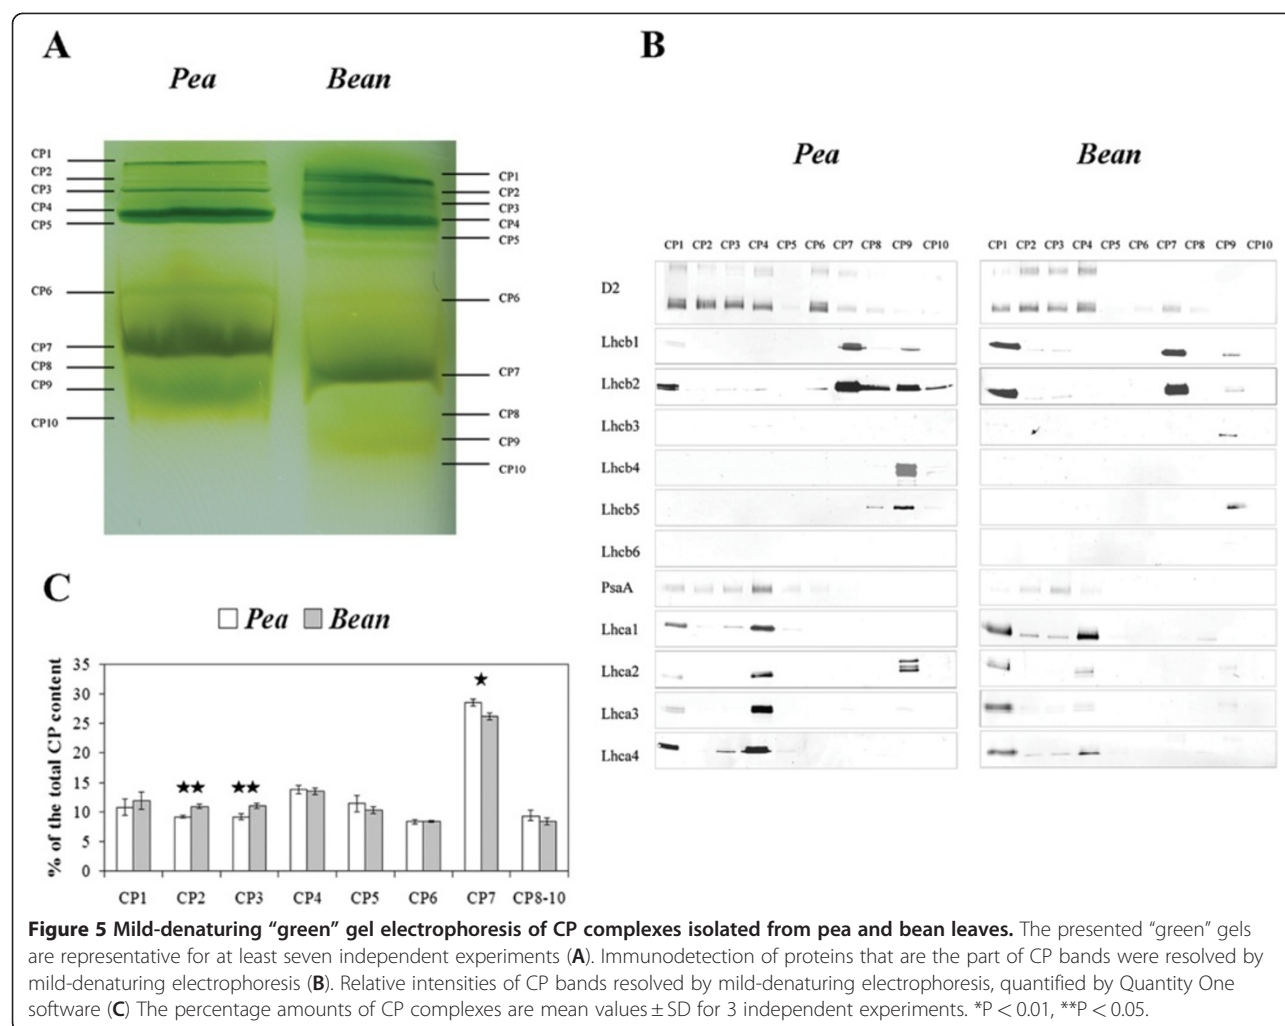 A
Pea Bean
CP1
CP2
CP3
CP4
CP5
CP6
CP7
CP8
CP9
CP10
CP1
CP2
CP3
CP4
CP5
CP6
CP7
CP8
CP9
CP10
B
Pea Bean
CP1 CP2 CP3 CP4 CP5 CP6 CP7 CP8 CP9 CP10 CP1 CP2 CP3 CP4 CP5 CP6 CP7 CP8 CP9 CP10
D2
Lhcb1
Lhcb2
Lhcb3
Lhcb4
Lhcb5
Lhcb6
PsaA
Lhca1
Lhca2
Lhca3
Lhca4
C
Pea Bean
% of the total CP content
35
30
25
20
15
10
5
0
★★ ★★ ★
CP1 CP2 CP3 CP4 CP5 CP6 CP7 CP8-10
Figure 5 Mild-denaturing “green” gel electrophoresis of CP complexes isolated from pea and bean leaves. The presented “green” gels
are representative for at least seven independent experiments (A). Immunodetection of proteins that are the part of CP bands were resolved by
mild-denaturing electrophoresis (B). Relative intensities of CP bands resolved by mild-denaturing electrophoresis, quantified by Quantity One
software (C) The percentage amounts of CP complexes are mean values ± SD for 3 independent experiments. *P < 0.01, **P < 0.05.